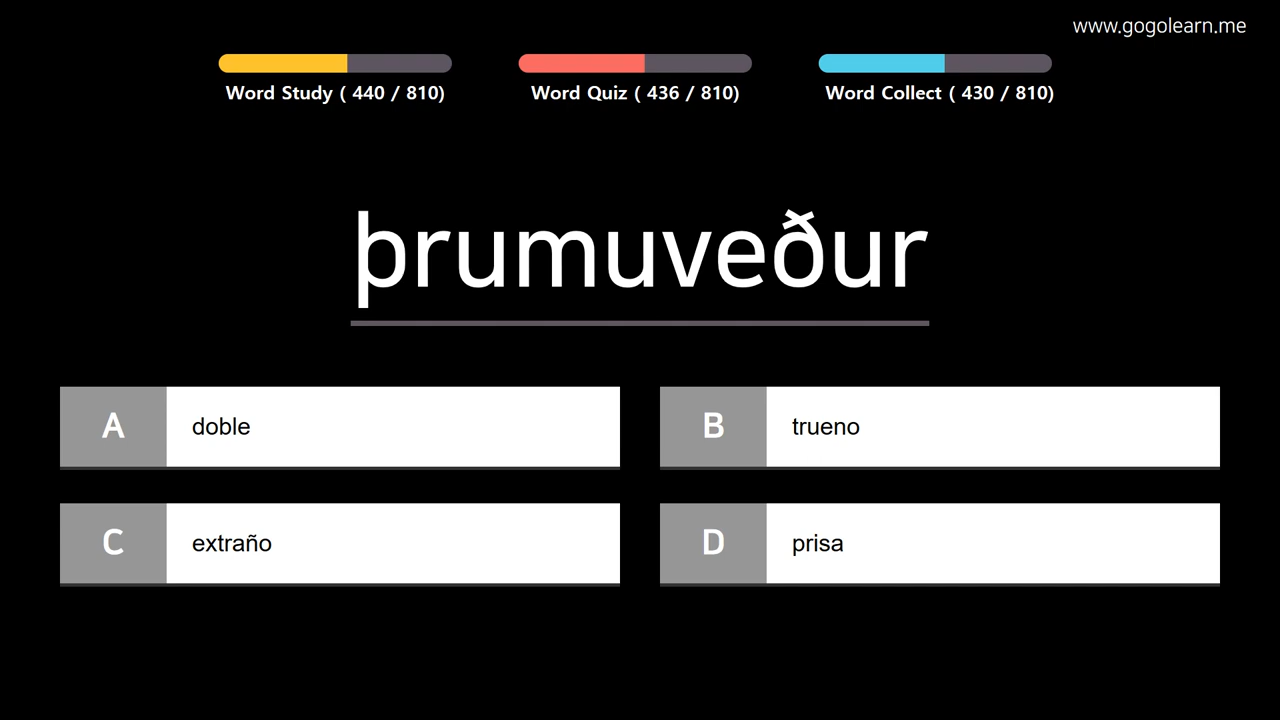 www.gogolearn.me
Word Study ( 440 / 810)
Word Quiz ( 436 / 810)
Word Collect ( 430 / 810)
þrumuveður
A doble
B trueno
C extraño
D prisa